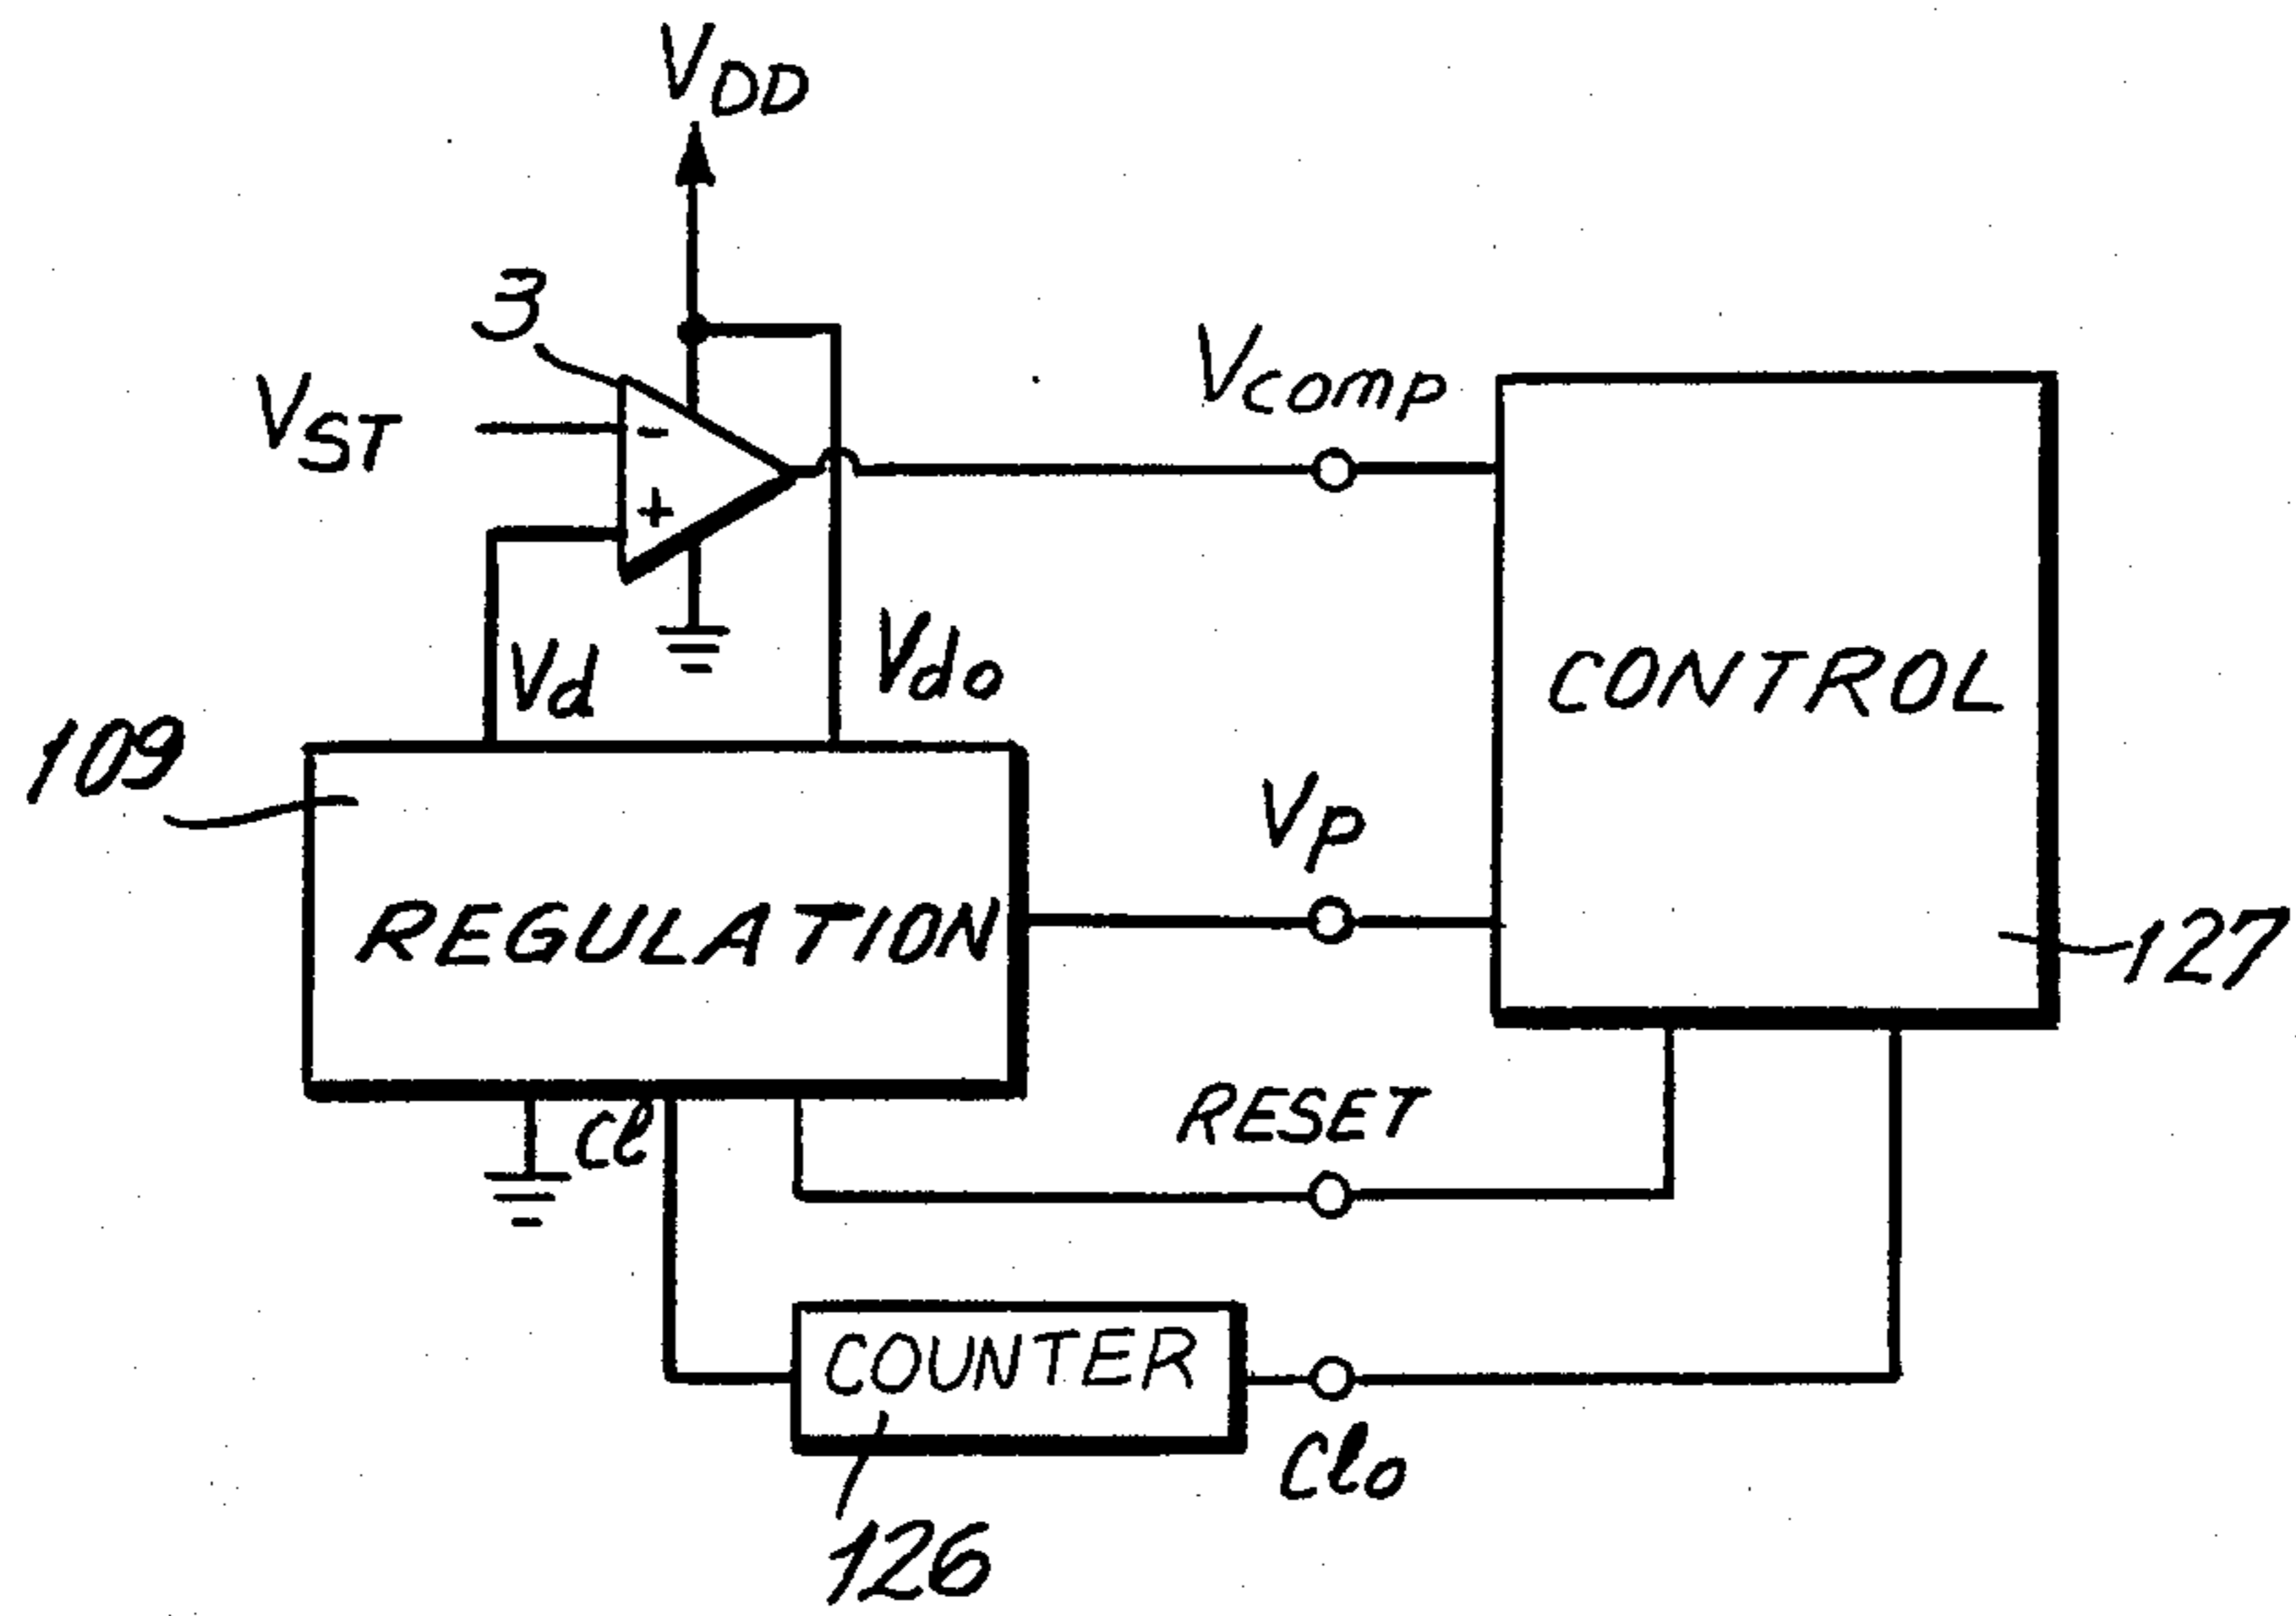 VDD
3
VST
-
+
Vcomp
Vd
Vdo
CONTROL
109
VP
REGULATION
127
Cl
RESET
COUNTER
Clo
126